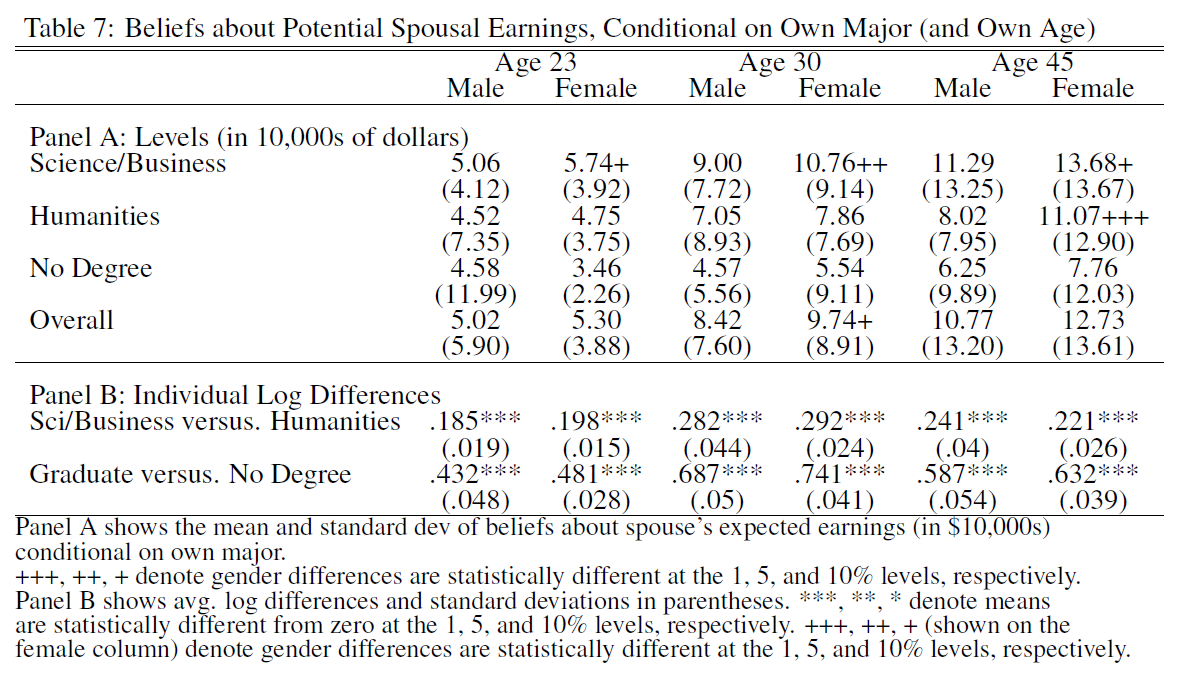 Table 7: Beliefs about Potential Spousal Earnings, Conditional on Own Major (and Own Age)
Age 23 Age 30 Age 45
Male Female Male Female Male Female
Panel A: Levels (in 10,000s of dollars)
Science/Business 5.06 5.74+ 9.00 10.76++ 11.29 13.68+
(4.12) (3.92) (7.72) (9.14) (13.25) (13.67)
Humanities 4.52 4.75 7.05 7.86 8.02 11.07+++
(7.35) (3.75) (8.93) (7.69) (7.95) (12.90)
No Degree 4.58 3.46 4.57 5.54 6.25 7.76
(11.99) (2.26) (5.56) (9.11) (9.89) (12.03)
Overall 5.02 5.30 8.42 9.74+ 10.77 12.73
(5.90) (3.88) (7.60) (8.91) (13.20) (13.61)
Panel B: Individual Log Differences
Sci/Business versus. Humanities .185*** .198*** .282*** .292*** .241*** .221***
(.019) (.015) (.044) (.024) (.04) (.026)
Graduate versus. No Degree .432*** .481*** .687*** .741*** .587*** .632***
(.048) (.028) (.05) (.041) (.054) (.039)
Panel A shows the mean and standard dev of beliefs about spouse's expected earnings (in $10,000s)
conditional on own major.
+++, ++, + denote gender differences are statistically different at the 1, 5, and 10% levels, respectively.
Panel B shows avg. log differences and standard deviations in parentheses. ***, **, * denote means
are statistically different from zero at the 1, 5, and 10% levels, respectively. +++, ++, + (shown on the
female column) denote gender differences are statistically different at the 1, 5, and 10% levels, respectively.